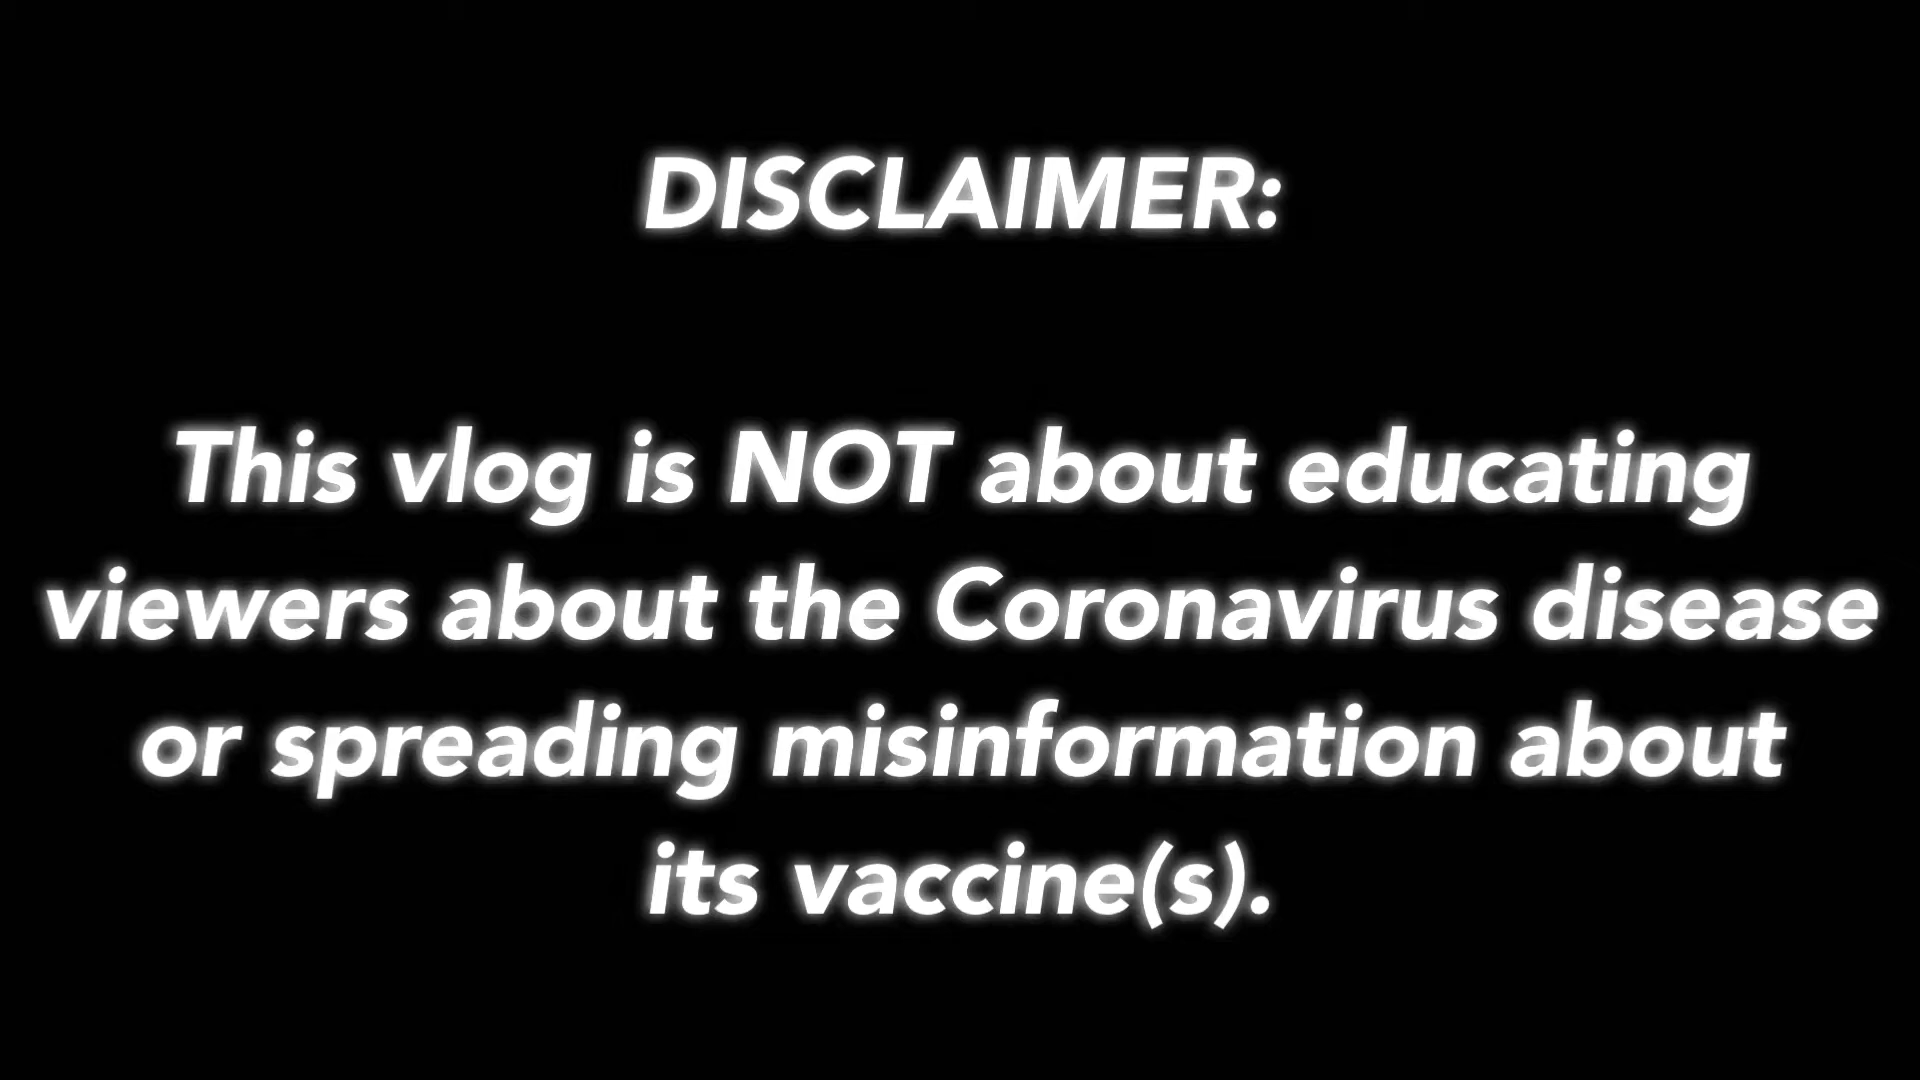 DISCLAIMER:
This vlog is NOT about educating
viewers about the Coronavirus disease
or spreading misinformation about
its vaccine(s).